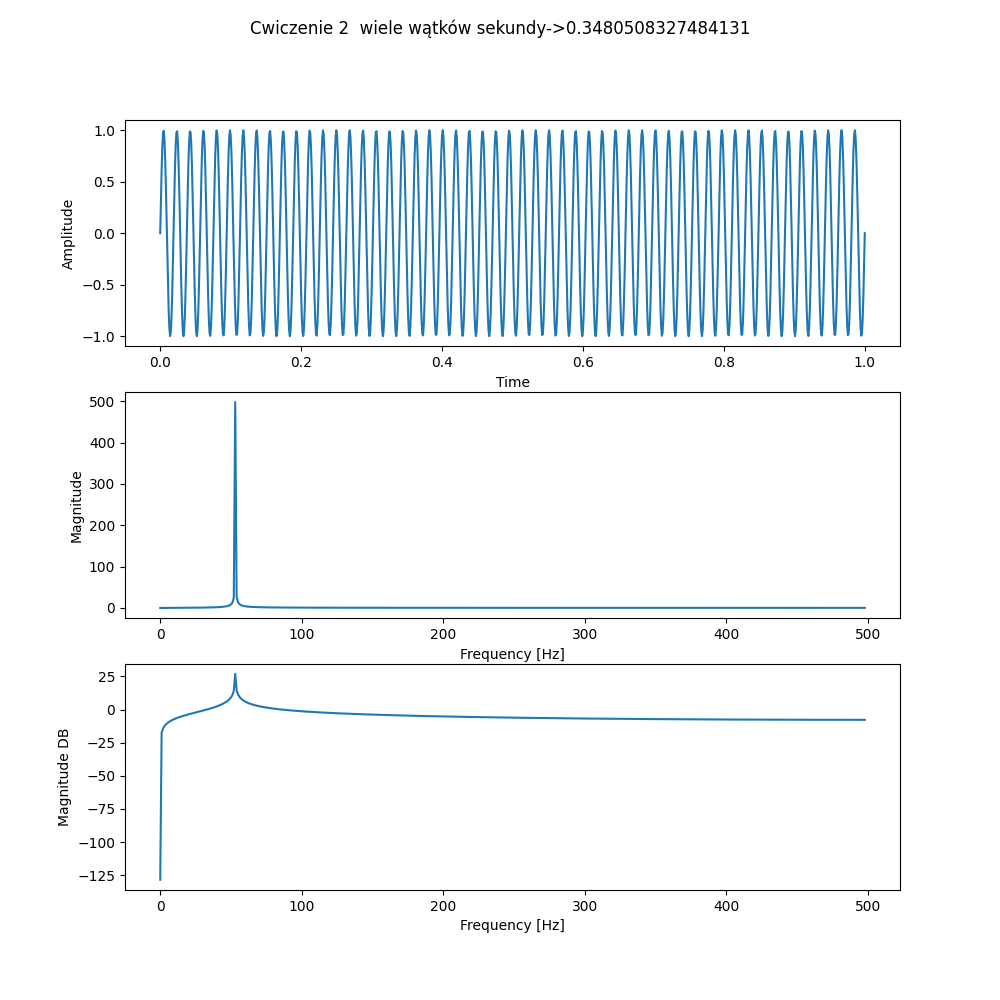 Cwiczenie 2  wiele wątków sekundy->0.3480508327484131
1.0
0.5
0.0
−0.5
−1.0
Amplitude
0.0 0.2 0.4 0.6 0.8 1.0
Time
500
400
300
200
100
0
Magnitude
0 100 200 300 400 500
Frequency [Hz]
25
0
−25
−50
−75
−100
−125
Magnitude DB
0 100 200 300 400 500
Frequency [Hz]